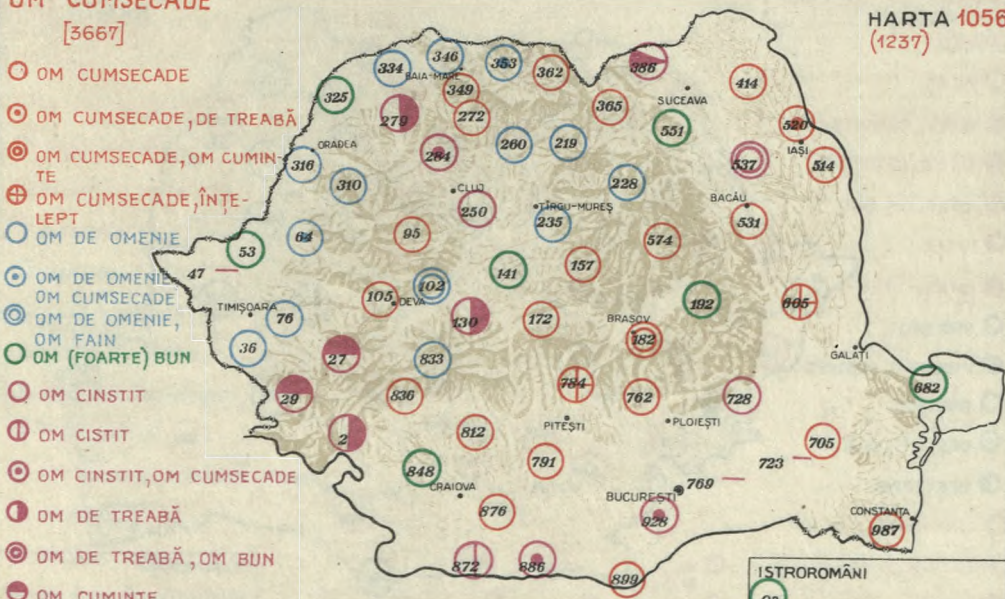 OM CUMSECADE
[3667]
HARTA 1056
(1237)
OM CUMSECADE
OM CUMSECADE, DE TREABĂ
OM CUMSECADE, OM CUMIN-
TE
OM CUMSECADE, ÎNȚE-
LEPT
OM DE OMENIE
OM DE OMENIE
OM CUMSECADE
OM DE OMENIE,
OM FAIN
OM (FOARTE) BUN
OM CINSTIT
OM CISTIT
OM CINSTIT, OM CUMSECADE
OM DE TREABĂ
OM DE TREABĂ, OM BUN
OM CUMINTE
334
346
353
362
386
414
BAIA-MARE
325
349
365
SUCEAVA
279
272
551
520
ORADEA
284
260
219
537
IAȘI
514
316
310
228
CLUJ
250
TÎRGU-MUREȘ
BACĂU
531
64
95
235
574
53
47
141
157
102
105
DEVA
192
605
TIMIȘOARA
76
130
172
BRAȘOV
182
36
27
833
GALAȚI
29
836
784
762
728
682
2
812
PITEȘTI
PLOIEȘTI
705
848
791
723
CRAIOVA
BUCUREȘTI
769
876
928
CONSTANȚA
987
872
886
899
ISTROROMÂNI